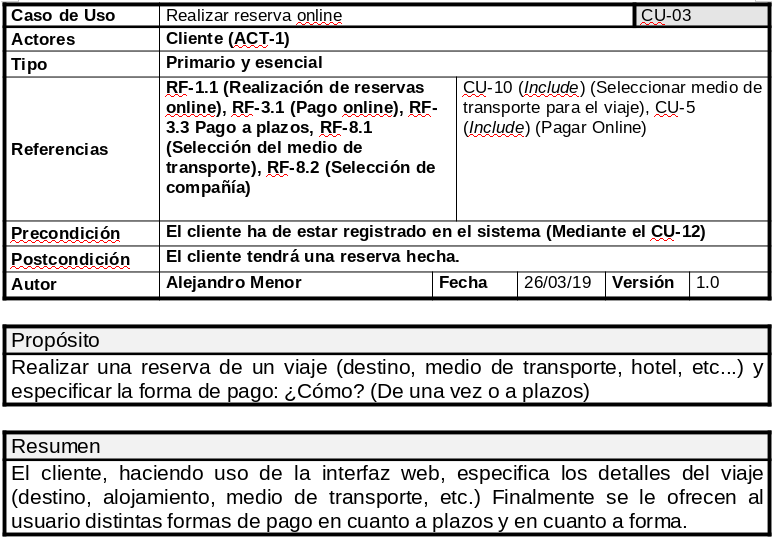 Caso de Uso Realizar reserva online CU-03
Actores Cliente (ACT-1)
Tipo Primario y esencial
Referencias
RF-1.1 (Realización de reservas
online), RF-3.1 (Pago online), RF-
3.3 Pago a plazos, RF-8.1
(Selección del medio de
transporte), RF-8.2 (Selección de
compañía)
CU-10 (Include) (Seleccionar medio de
transporte para el viaje), CU-5
(Include) (Pagar Online)
Precondición El cliente ha de estar registrado en el sistema (Mediante el CU-12)
Postcondición El cliente tendrá una reserva hecha.
Autor Alejandro Menor Fecha 26/03/19 Versión 1.0
Propósito
Realizar una reserva de un viaje (destino, medio de transporte, hotel, etc...) y
especificar la forma de pago: ¿Cómo? (De una vez o a plazos)
Resumen
El cliente, haciendo uso de la interfaz web, especifica los detalles del viaje
(destino, alojamiento, medio de transporte, etc.) Finalmente se le ofrecen al
usuario distintas formas de pago en cuanto a plazos y en cuanto a forma.